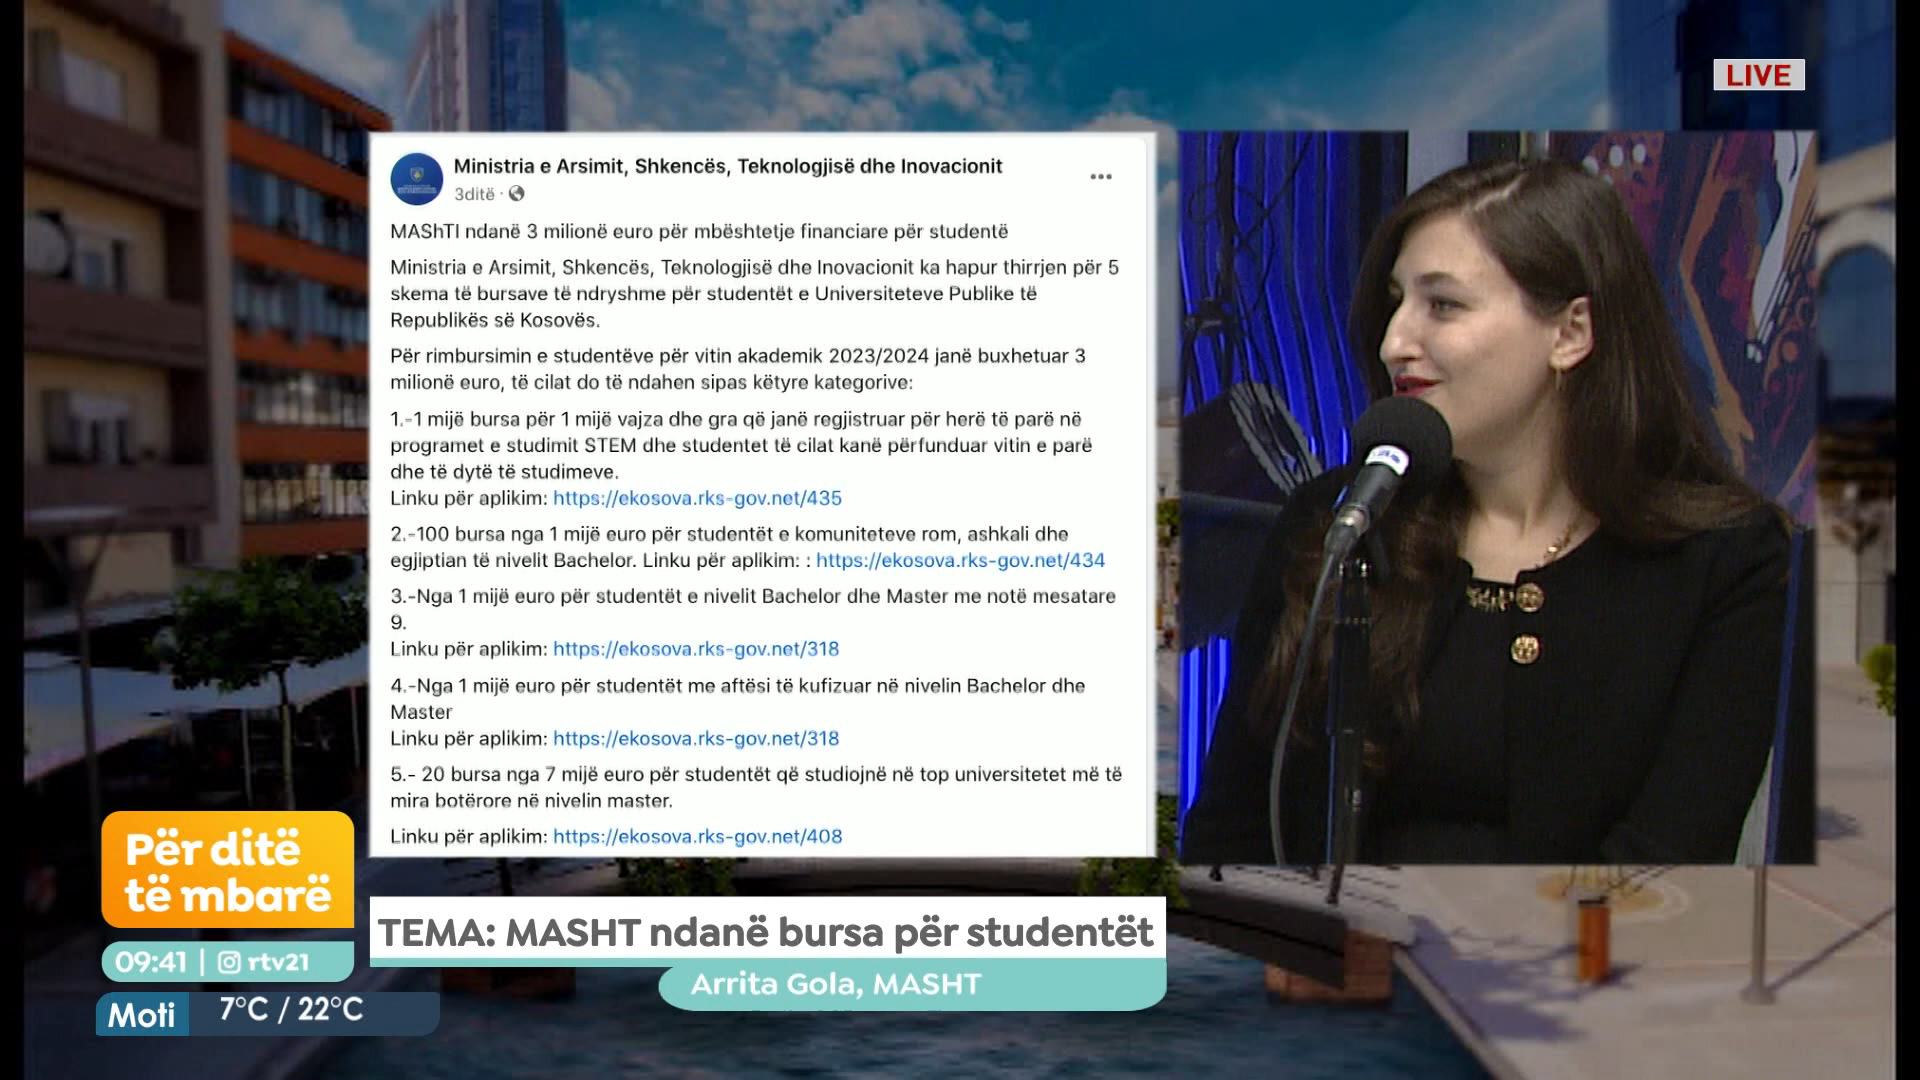 LIVE
Ministria e Arsimit, Shkencës, Teknologjisë dhe Inovacionit
3ditë ·
MAShTI ndanë 3 milionë euro për mbështetje financiare për studentë
Ministria e Arsimit, Shkencës, Teknologjisë dhe Inovacionit ka hapur thirrjen për 5
skema të bursave të ndryshme për studentët e Universiteteve Publike të
Republikës së Kosovës.
Për rimbursimin e studentëve për vitin akademik 2023/2024 janë buxhetuar 3
milionë euro, të cilat do të ndahen sipas këtyre kategorive:
1.-1 mijë bursa për 1 mijë vajza dhe gra që janë regjistruar për herë të parë në
programet e studimit STEM dhe studentet të cilat kanë përfunduar vitin e parë
dhe të dytë të studimeve.
Linku për aplikim: https://ekosova.rks-gov.net/435
2.-100 bursa nga 1 mijë euro për studentët e komuniteteve rom, ashkali dhe
egjiptian të nivelit Bachelor. Linku për aplikim: : https://ekosova.rks-gov.net/434
3.-Nga 1 mijë euro për studentët e nivelit Bachelor dhe Master me notë mesatare
9.
Linku për aplikim: https://ekosova.rks-gov.net/318
4.-Nga 1 mijë euro për studentët me aftësi të kufizuar në nivelin Bachelor dhe
Master
Linku për aplikim: https://ekosova.rks-gov.net/318
5.- 20 bursa nga 7 mijë euro për studentët që studiojnë në top universitetet më të
mira botërore në nivelin master.
Linku për aplikim: https://ekosova.rks-gov.net/408
Për ditë
të mbarë
09:41 | rtv21
Moti 7°C / 22°C
TEMA: MASHT ndanë bursa për studentët
Arrita Gola, MASHT